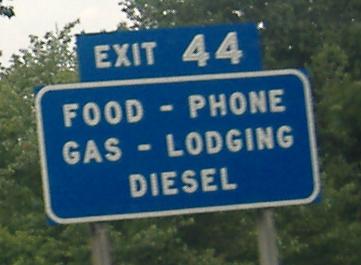 EXIT 44
FOOD - PHONE
GAS - LODGING
DIESEL